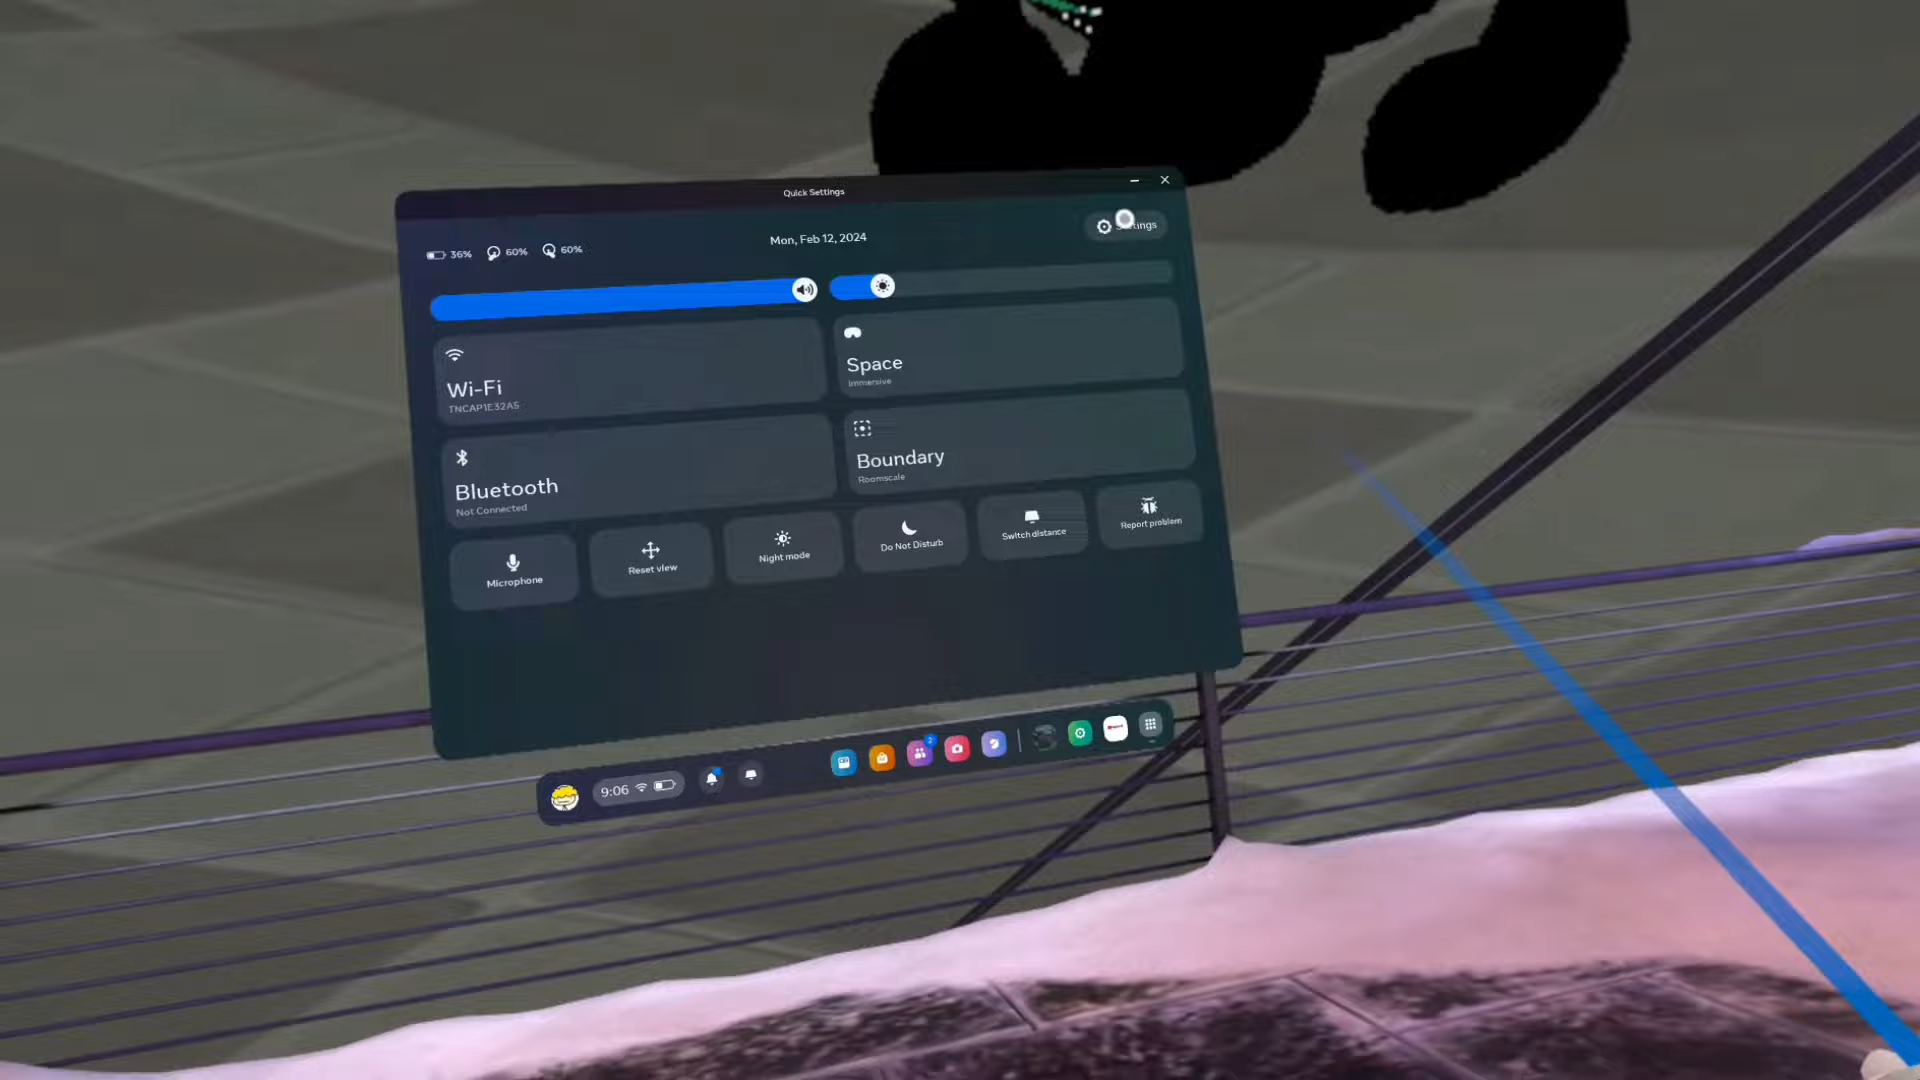 Quick Settings
36%
60%
60%
Mon, Feb 12, 2024
Wi-Fi
TNCAP1E32A5
Space
Immersive
Bluetooth
Not Connected
Boundary
Roomscale
Microphone
Reset view
Night mode
Do Not Disturb
Switch distance
Report problem
9:06
2